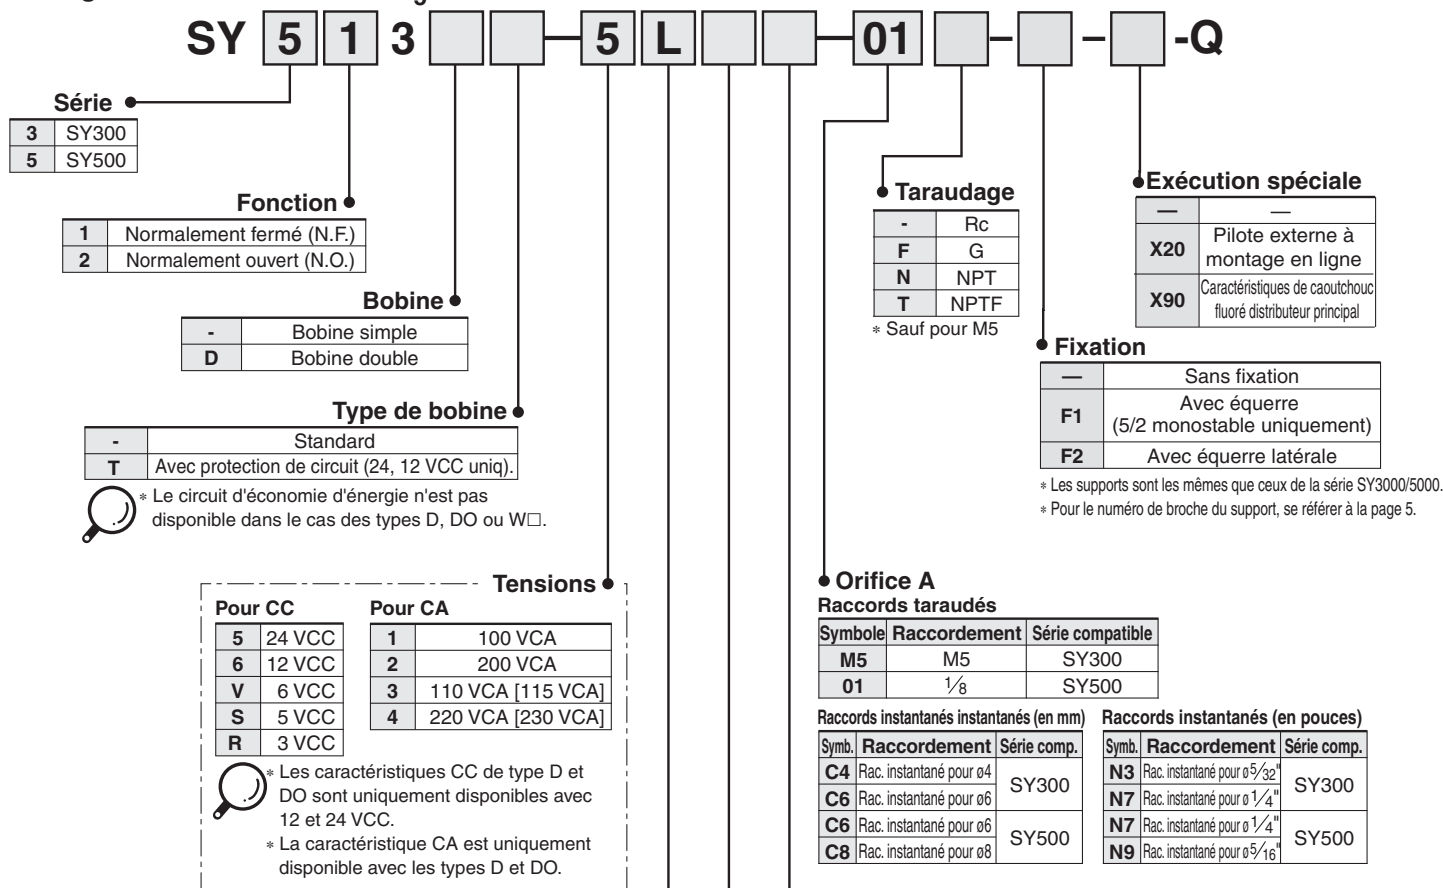 SY 5 1 3 — 5 L — 01 – – -Q
Série
3 SY300
5 SY500
Fonction
1 Normalement fermé (N.F.)
2 Normalement ouvert (N.O.)
Bobine
- Bobine simple
D Bobine double
Type de bobine
- Standard
T Avec protection de circuit (24, 12 VCC uniq).
* Le circuit d'économie d'énergie n'est pas
disponible dans le cas des types D, DO ou W□.
Tensions
Pour CC
5 24 VCC
6 12 VCC
V 6 VCC
S 5 VCC
R 3 VCC
Pour CA
1 100 VCA
2 200 VCA
3 110 VCA [115 VCA]
4 220 VCA [230 VCA]
* Les caractéristiques CC de type D et
DO sont uniquement disponibles avec
12 et 24 VCC.
* La caractéristique CA est uniquement
disponible avec les types D et DO.
Taraudage
- Rc
F G
N NPT
T NPTF
* Sauf pour M5
Exécution spéciale
— —
X20 Pilote externe à
montage en ligne
X90 Caractéristiques de caoutchouc
fluoré distributeur principal
Fixation
— Sans fixation
F1 Avec équerre
(5/2 monostable uniquement)
F2 Avec équerre latérale
* Les supports sont les mêmes que ceux de la série SY3000/5000.
* Pour le numéro de broche du support, se référer à la page 5.
Orifice A
Raccords taraudés
Symbole Raccordement Série compatible
M5 M5 SY300
01 1/8 SY500
Raccords instantanés instantanés (en mm)
Symb. Raccordement Série comp.
C4 Rac. instantané pour ø4 SY300
C6 Rac. instantané pour ø6
C6 Rac. instantané pour ø6 SY500
C8 Rac. instantané pour ø8
Raccords instantanés (en pouces)
Symb. Raccordement Série comp.
N3 Rac. instantané pour ø5/32" SY300
N7 Rac. instantané pour ø 1/4"
N7 Rac. instantané pour ø 1/4" SY500
N9 Rac. instantané pour ø5/16"